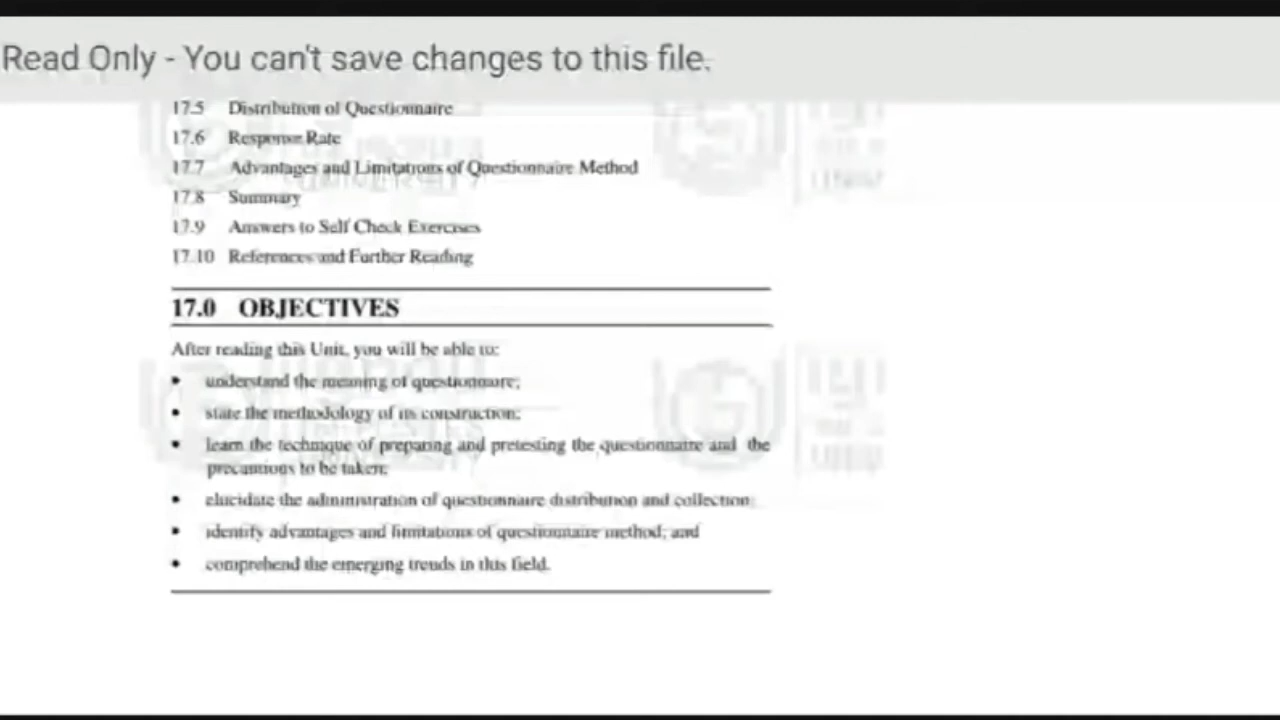 Read Only - You can't save changes to this file.
17.5 Distribution of Questionnaire
17.6 Response Rate
17.7 Advantages and Limitations of Questionnaire Method
17.8 Summary
17.9 Answers to Self Check Exercises
17.10 References and Further Reading
17.0 OBJECTIVES
After reading this Unit, you will be able to:
• understand the meaning of questionnaire;
• state the methodology of its construction;
• learn the technique of preparing and pretesting the questionnaire and the
precautions to be taken;
• elucidate the administration of questionnaire distribution and collection;
• identify advantages and limitations of questionnaire method; and
• comprehend the emerging trends in this field.